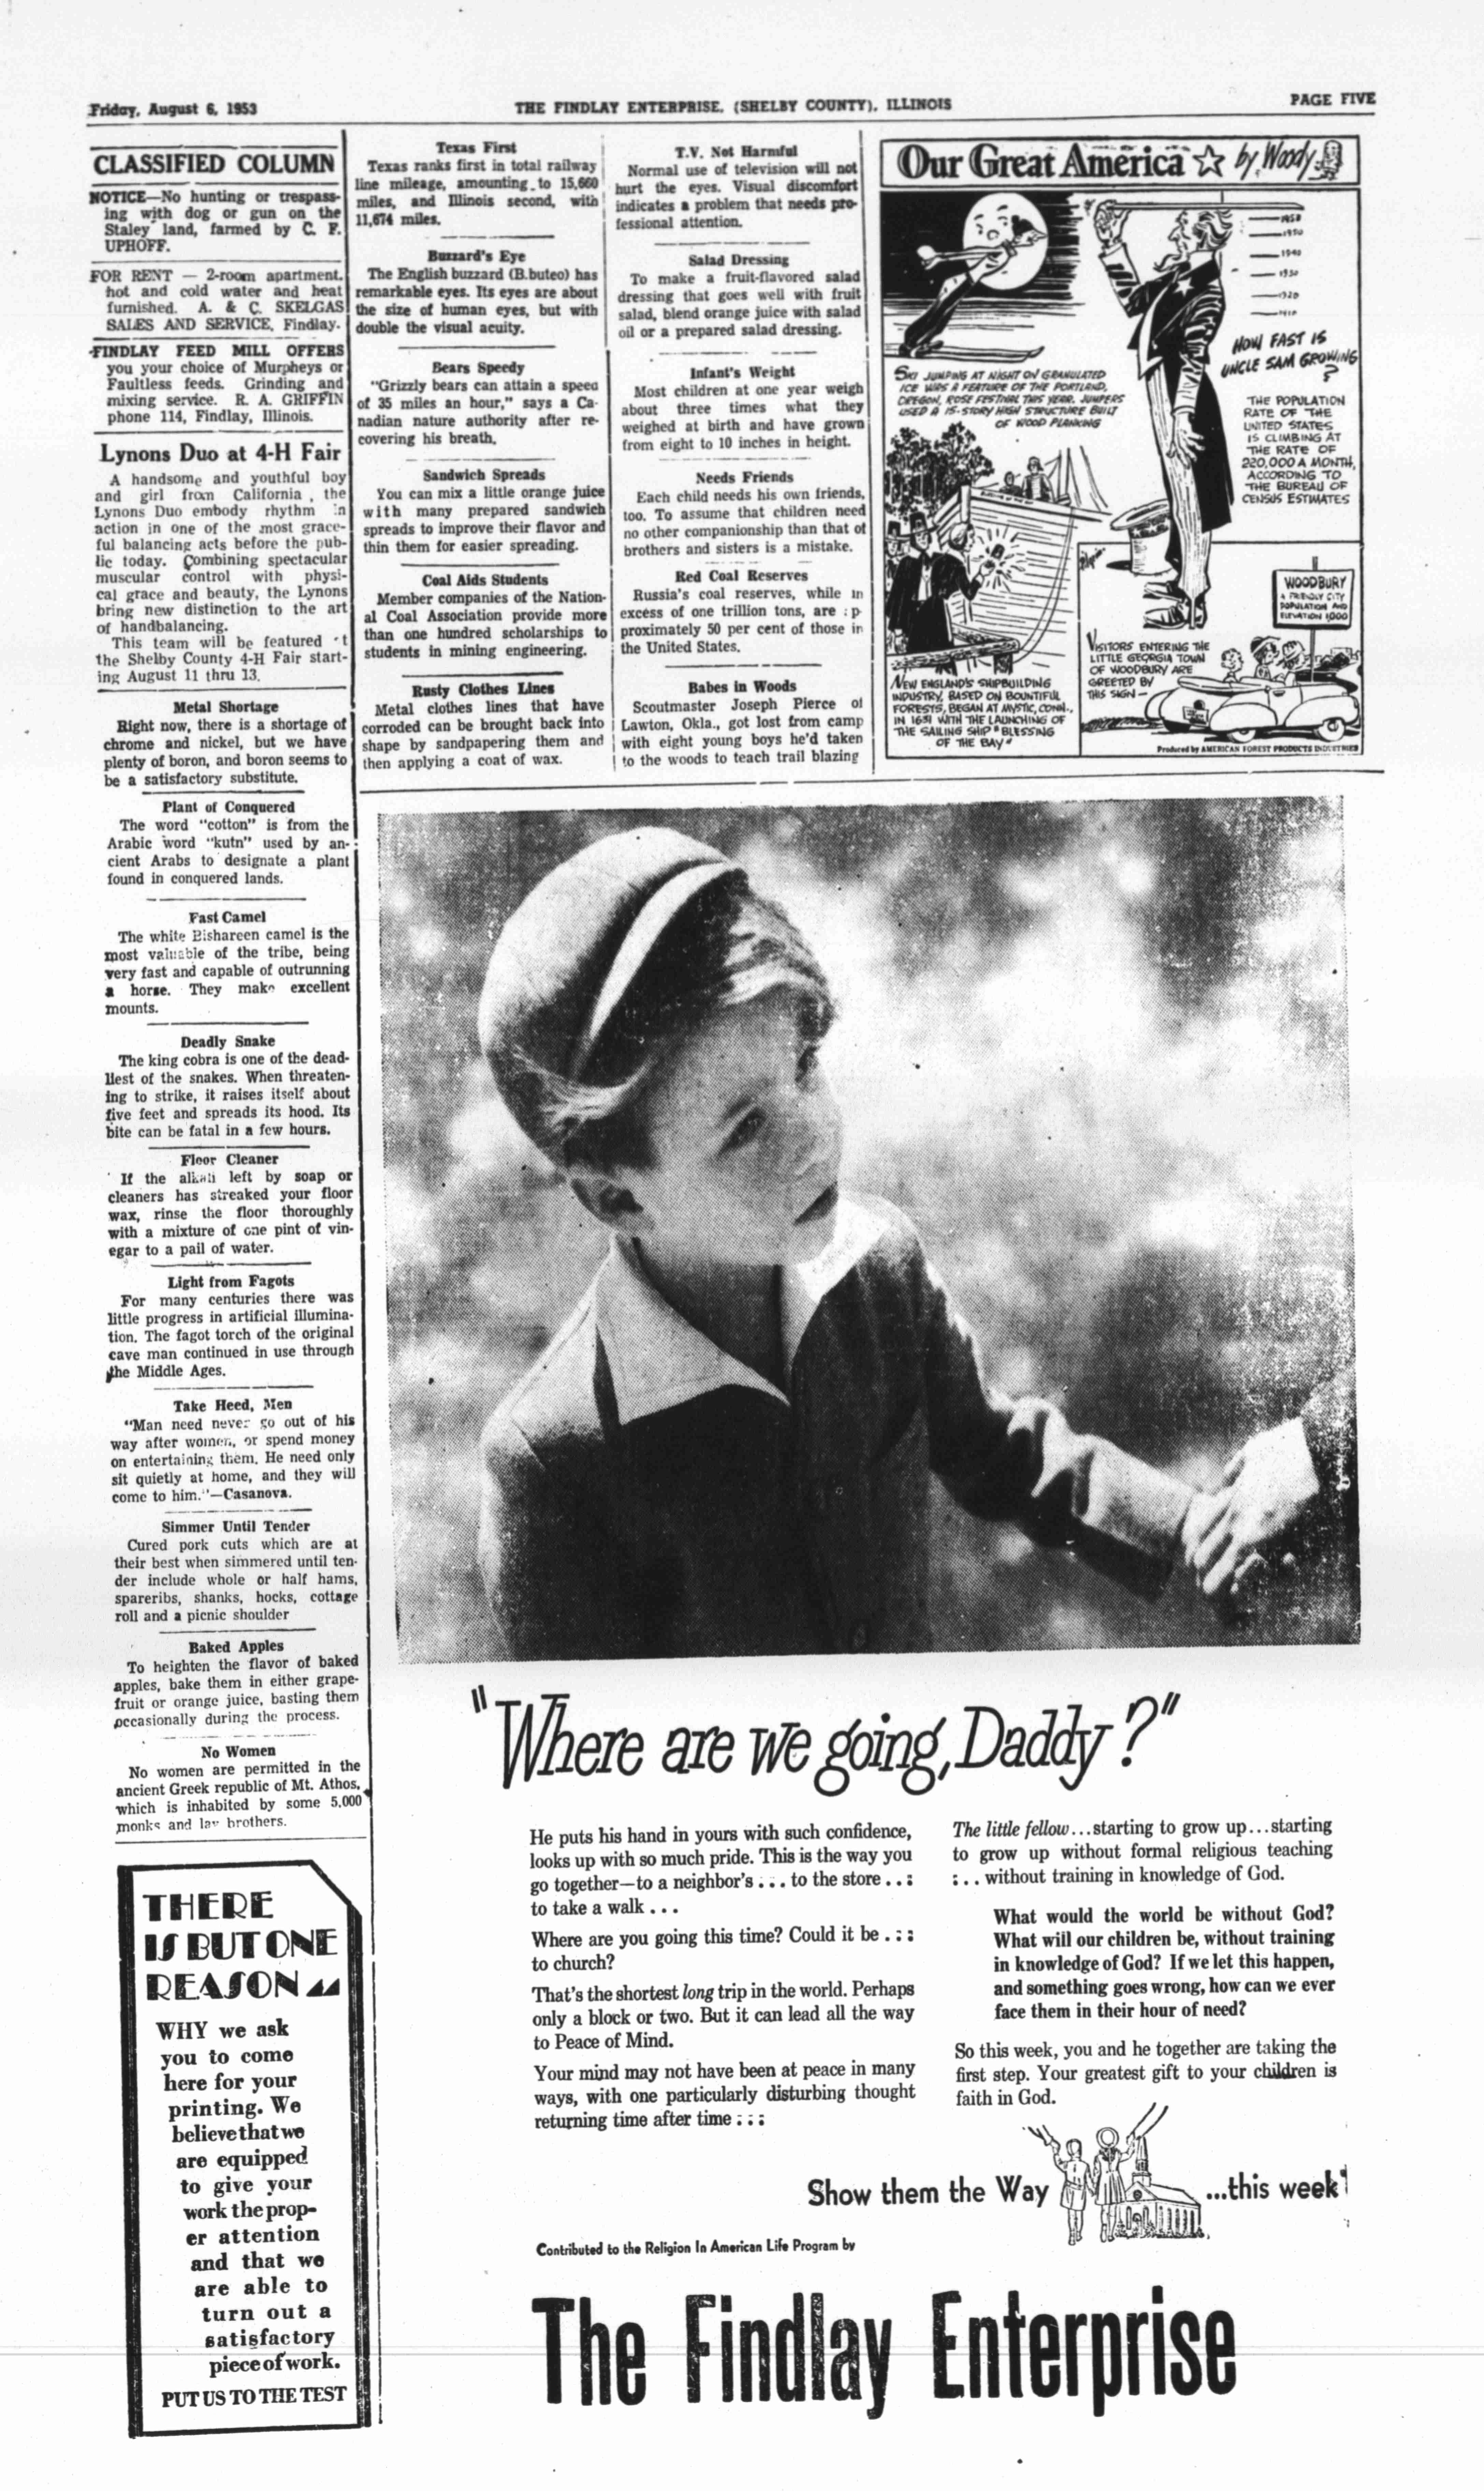 Friday, August 6, 1953
THE FINDLAY ENTERPRISE, (SHELBY COUNTY), ILLINOIS
PAGE FIVE
CLASSIFIED COLUMN
NOTICE—No hunting or trespass-
ing with dog or gun on the
Staley land, farmed by C. F.
UPHOFF.
FOR RENT — 2-room apartment.
hot and cold water and heat
furnished. A. & C. SKELGAS
SALES AND SERVICE, Findlay.
FINDLAY FEED MILL OFFERS
you your choice of Murpheys or
Faultless feeds. Grinding and
mixing service. R. A. GRIFFIN
phone 114, Findlay, Illinois.
Lynons Duo at 4-H Fair
A handsome and youthful boy
and girl from California , the
Lynons Duo embody rhythm in
action in one of the most grace-
ful balancing acts before the pub-
lic today. Combining spectacular
muscular control with physi-
cal grace and beauty, the Lynons
bring new distinction to the art
of handbalancing.
This team will be featured t
the Shelby County 4-H Fair start-
ing August 11 thru 13.
Metal Shortage
Right now, there is a shortage of
chrome and nickel, but we have
plenty of boron, and boron seems to
be a satisfactory substitute.
Plant of Conquered
The word "cotton" is from the
Arabic word "kutn" used by an-
cient Arabs to designate a plant
found in conquered lands.
Fast Camel
The white Bishareen camel is the
most valuable of the tribe, being
very fast and capable of outrunning
a horse. They make excellent
mounts.
Deadly Snake
The king cobra is one of the dead-
liest of the snakes. When threaten-
ing to strike, it raises itself about
five feet and spreads its hood. Its
bite can be fatal in a few hours.
Floor Cleaner
If the alkali left by soap or
cleaners has streaked your floor
wax, rinse the floor thoroughly
with a mixture of one pint of vin-
egar to a pail of water.
Light from Fagots
For many centuries there was
little progress in artificial illumina-
tion. The fagot torch of the original
cave man continued in use through
the Middle Ages.
Take Heed, Men
"Man need never go out of his
way after women, or spend money
on entertaining them. He need only
sit quietly at home, and they will
come to him."—Casanova.
Simmer Until Tender
Cured pork cuts which are at
their best when simmered until ten-
der include whole or half hams,
spareribs, shanks, hocks, cottage
roll and a picnic shoulder
Baked Apples
To heighten the flavor of baked
apples, bake them in either grape-
fruit or orange juice, basting them
occasionally during the process.
No Women
No women are permitted in the
ancient Greek republic of Mt. Athos,
which is inhabited by some 5,000
monks and lay brothers.
THERE
IS BUT ONE
REASON
WHY we ask
you to come
here for your
printing. We
believe that we
are equipped
to give your
work the prop-
er attention
and that we
are able to
turn out a
satisfactory
piece of work.
PUT US TO THE TEST
Texas First
Texas ranks first in total railway
line mileage, amounting to 15,660
miles, and Illinois second, with
11,674 miles.
Buzzard's Eye
The English buzzard (B.buteo) has
remarkable eyes. Its eyes are about
the size of human eyes, but with
double the visual acuity.
Bears Speedy
"Grizzly bears can attain a speed
of 35 miles an hour," says a Ca-
nadian nature authority after re-
covering his breath.
Sandwich Spreads
You can mix a little orange juice
with many prepared sandwich
spreads to improve their flavor and
thin them for easier spreading.
Coal Aids Students
Member companies of the Nation-
al Coal Association provide more
than one hundred scholarships to
students in mining engineering.
Rusty Clothes Lines
Metal clothes lines that have
corroded can be brought back into
shape by sandpapering them and
then applying a coat of wax.
T.V. Not Harmful
Normal use of television will not
hurt the eyes. Visual discomfort
indicates a problem that needs pro-
fessional attention.
Salad Dressing
To make a fruit-flavored salad
dressing that goes well with fruit
salad, blend orange juice with salad
oil or a prepared salad dressing.
Infant's Weight
Most children at one year weigh
about three times what they
weighed at birth and have grown
from eight to 10 inches in height.
Needs Friends
Each child needs his own friends,
too. To assume that children need
no other companionship than that of
brothers and sisters is a mistake.
Red Coal Reserves
Russia's coal reserves, while in
excess of one trillion tons, are p-
proximately 50 per cent of those in
the United States.
Babes in Woods
Scoutmaster Joseph Pierce of
Lawton, Okla., got lost from camp
with eight young boys he'd taken
to the woods to teach trail blazing
Our Great America ☆ by Woody
SKI JUMPING AT NIGHT ON GRANULATED
ICE WAS A FEATURE OF THE PORTLAND,
OREGON, ROSE FESTIVAL THIS YEAR. JUMPERS
USED A 15-STORY HIGH STRUCTURE BUILT
OF WOOD PLANKING
1950
1940
1930
1920
1910
HOW FAST IS
UNCLE SAM GROWING
?
THE POPULATION
RATE OF THE
UNITED STATES
IS CLIMBING AT
THE RATE OF
220,000 A MONTH,
ACCORDING TO
THE BUREAU OF
CENSUS ESTIMATES
NEW ENGLAND'S SHIPBUILDING
INDUSTRY, BASED ON BOUNTIFUL
FORESTS, BEGAN AT MYSTIC, CONN.,
IN 1631 WITH THE LAUNCHING OF
THE SAILING SHIP "BLESSING
OF THE BAY"
VISITORS ENTERING THE
LITTLE GEORGIA TOWN
OF WOODBURY ARE
GREETED BY
THIS SIGN—
WOODBURY
A FRIENDLY CITY
POPULATION AND
ELEVATION 1,000
Produced by AMERICAN FOREST PRODUCTS INDUSTRIES
"Where are we going, Daddy?"
He puts his hand in yours with such confidence,
looks up with so much pride. This is the way you
go together—to a neighbor's ... to the store ...
to take a walk ...
Where are you going this time? Could it be ...
to church?
That's the shortest long trip in the world. Perhaps
only a block or two. But it can lead all the way
to Peace of Mind.
Your mind may not have been at peace in many
ways, with one particularly disturbing thought
returning time after time ...
The little fellow...starting to grow up...starting
to grow up without formal religious teaching
... without training in knowledge of God.
What would the world be without God?
What will our children be, without training
in knowledge of God? If we let this happen,
and something goes wrong, how can we ever
face them in their hour of need?
So this week, you and he together are taking the
first step. Your greatest gift to your children is
faith in God.
Show them the Way
...this week!
Contributed to the Religion In American Life Program by
The Findlay Enterprise